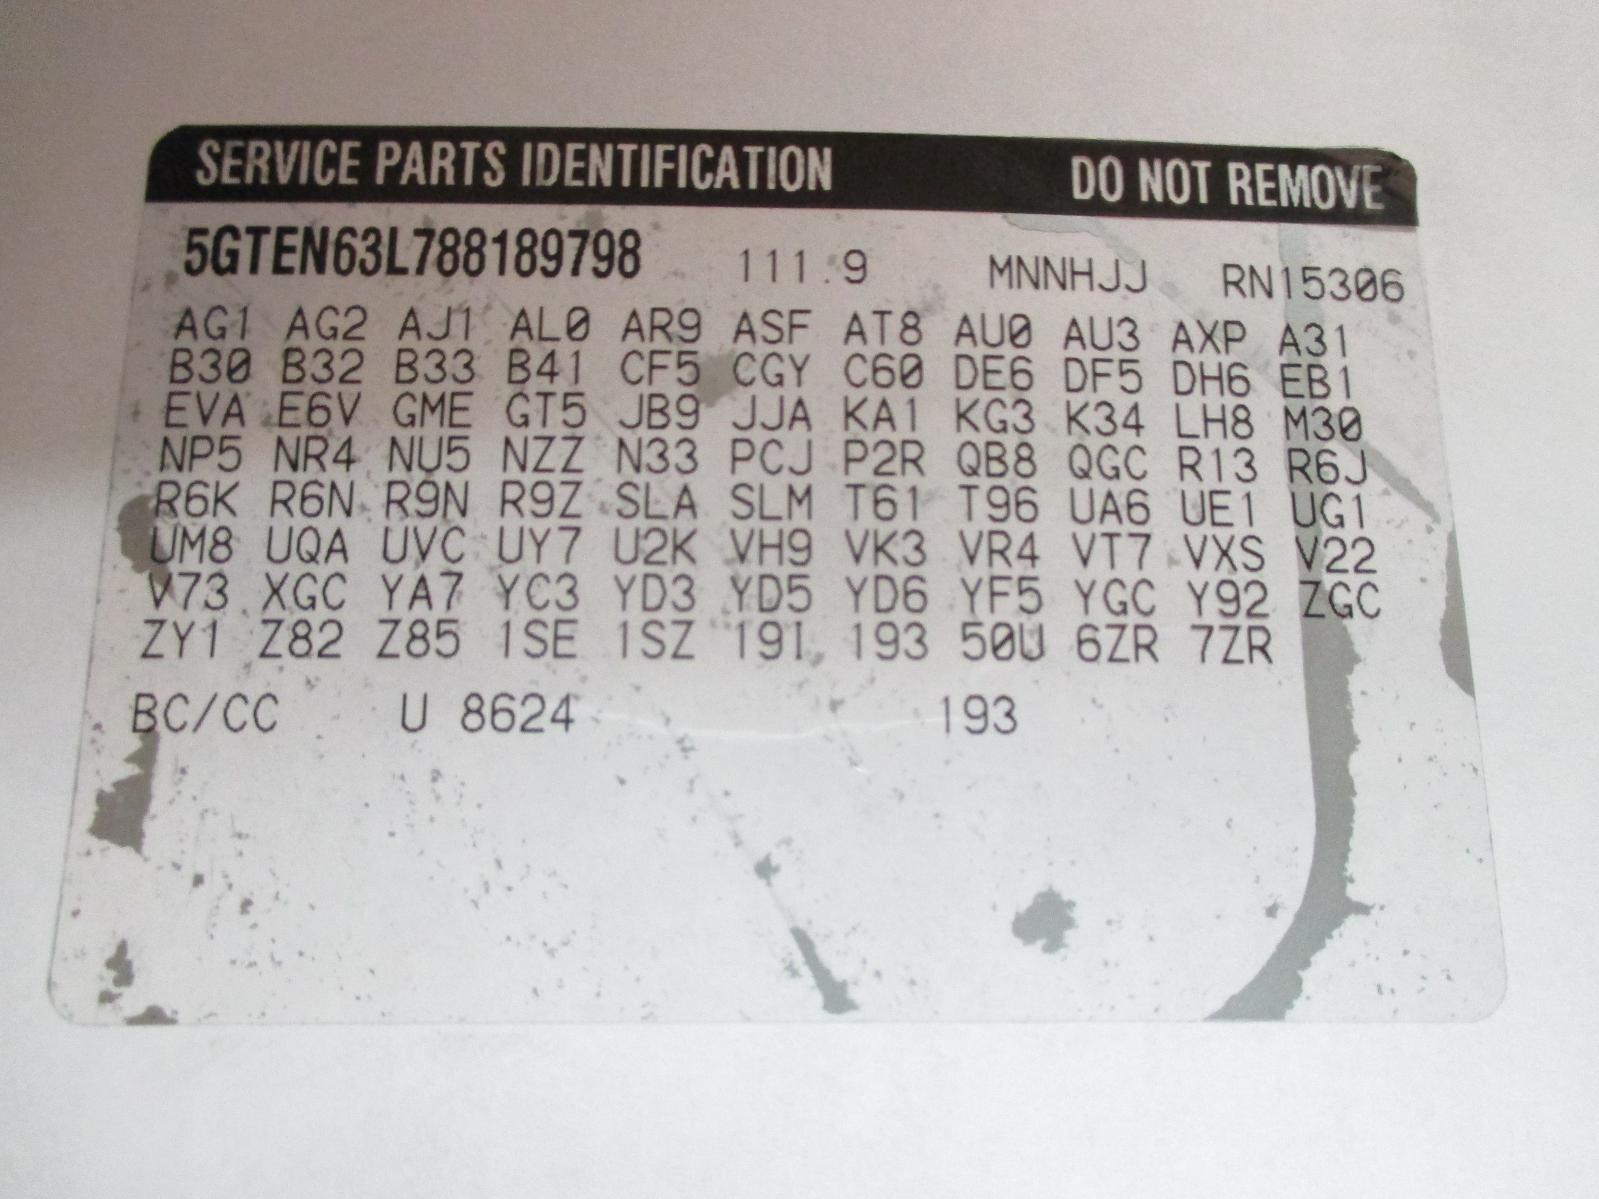 SERVICE PARTS IDENTIFICATION DO NOT REMOVE
5GTEN63L788189798 111.9 MNNHJJ RN15306
AG1 AG2 AJ1 AL0 AR9 ASF AT8 AU0 AU3 AXP A31
B30 B32 B33 B41 CF5 CGY C60 DE6 DF5 DH6 EB1
EVA E6V GME GT5 JB9 JJA KA1 KG3 K34 LH8 M30
NP5 NR4 NU5 NZZ N33 PCJ P2R QB8 QGC R13 R6J
R6K R6N R9N R9Z SLA SLM T61 T96 UA6 UE1 UG1
UM8 UQA UVC UY7 U2K VH9 VK3 VR4 VT7 VXS V22
V73 XGC YA7 YC3 YD3 YD5 YD6 YF5 YGC Y92 ZGC
ZY1 Z82 Z85 1SE 1SZ 19I 193 50U 6ZR 7ZR
BC/CC U 8624 193